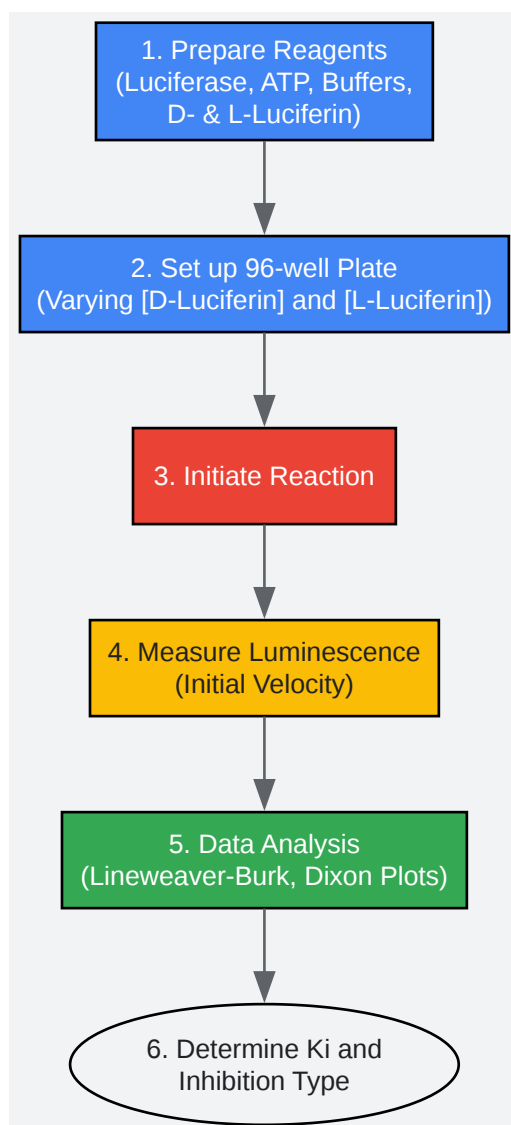 1. Prepare Reagents
(Luciferase, ATP, Buffers,
D- & L-Luciferin)
2. Set up 96-well Plate
(Varying [D-Luciferin] and [L-Luciferin])
3. Initiate Reaction
4. Measure Luminescence
(Initial Velocity)
5. Data Analysis
(Lineweaver-Burk, Dixon Plots)
6. Determine Ki and
Inhibition Type